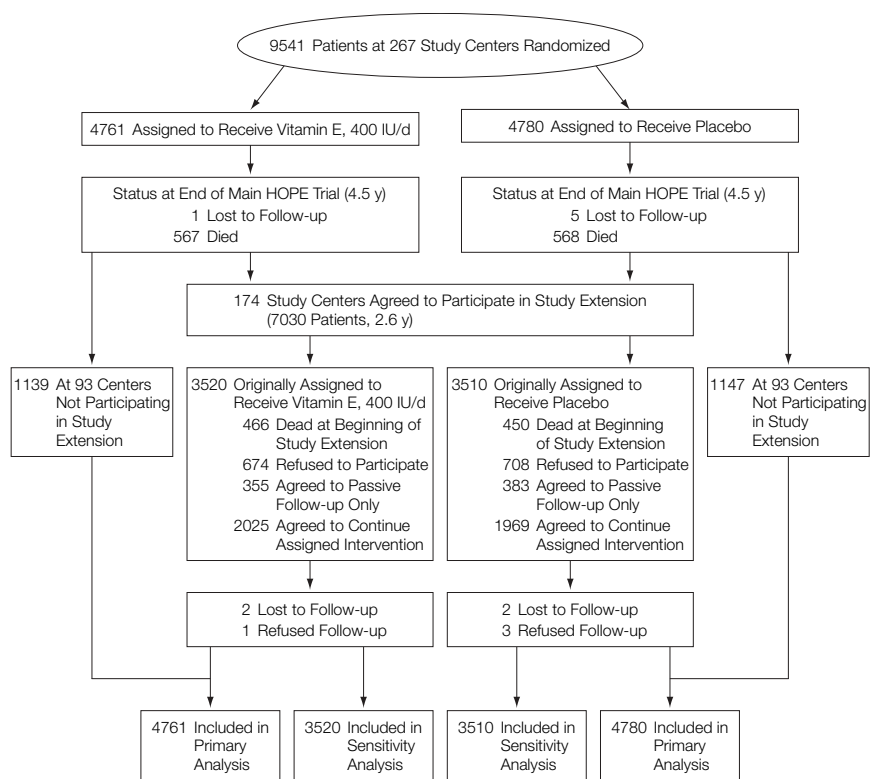 9541 Patients at 267 Study Centers Randomized
4761 Assigned to Receive Vitamin E, 400 IU/d
4780 Assigned to Receive Placebo
Status at End of Main HOPE Trial (4.5 y)
1 Lost to Follow-up
567 Died
Status at End of Main HOPE Trial (4.5 y)
5 Lost to Follow-up
568 Died
174 Study Centers Agreed to Participate in Study Extension
(7030 Patients, 2.6 y)
1139 At 93 Centers
Not Participating
in Study
Extension
3520 Originally Assigned to
Receive Vitamin E, 400 IU/d
466 Dead at Beginning of
Study Extension
674 Refused to Participate
355 Agreed to Passive
Follow-up Only
2025 Agreed to Continue
Assigned Intervention
3510 Originally Assigned to
Receive Placebo
450 Dead at Beginning
of Study Extension
708 Refused to Participate
383 Agreed to Passive
Follow-up Only
1969 Agreed to Continue
Assigned Intervention
1147 At 93 Centers
Not Participating
in Study
Extension
2 Lost to Follow-up
1 Refused Follow-up
2 Lost to Follow-up
3 Refused Follow-up
4761 Included in
Primary
Analysis
3520 Included in
Sensitivity
Analysis
3510 Included in
Sensitivity
Analysis
4780 Included in
Primary
Analysis